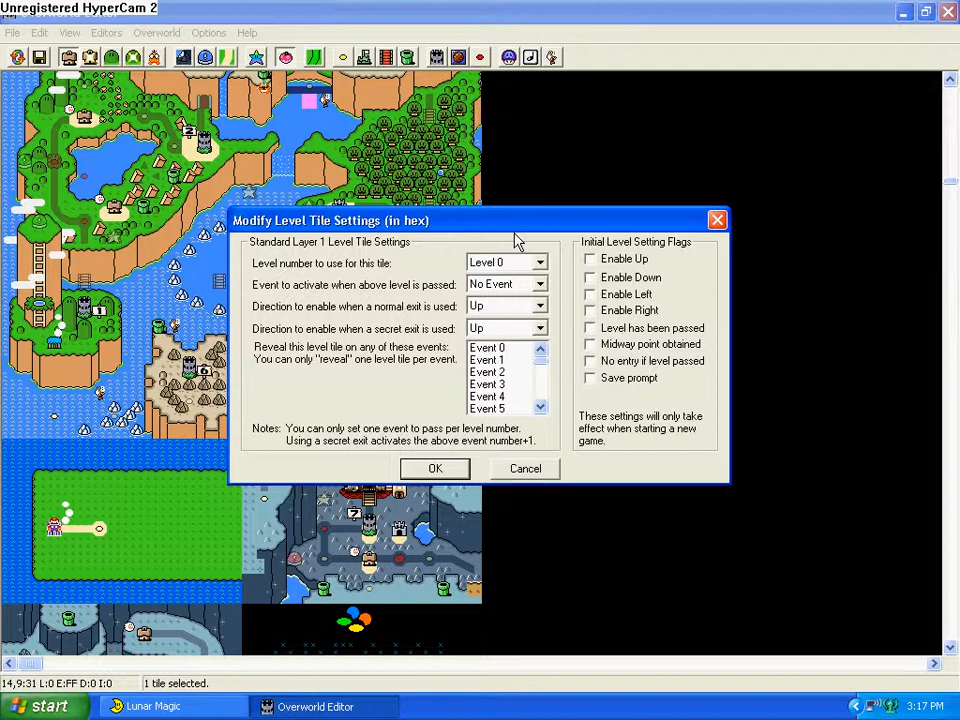 Unregistered HyperCam 2
File Edit View Editors Overworld Options Help
Modify Level Tile Settings (in hex)
Standard Layer 1 Level Tile Settings
Level number to use for this tile: Level 0
Event to activate when above level is passed: No Event
Direction to enable when a normal exit is used: Up
Direction to enable when a secret exit is used: Up
Reveal this level tile on any of these events:
You can only "reveal" one level tile per event.
Event 0
Event 1
Event 2
Event 3
Event 4
Event 5
Notes: You can only set one event to pass per level number.
Using a secret exit activates the above event number+1.
Initial Level Setting Flags
Enable Up
Enable Down
Enable Left
Enable Right
Level has been passed
Midway point obtained
No entry if level passed
Save prompt
These settings will only take
effect when starting a new
game.
OK Cancel
2
1
6
7
14,9:31 L:0 E:FF D:0 I:0 1 tile selected.
start Lunar Magic Overworld Editor 3:17 PM